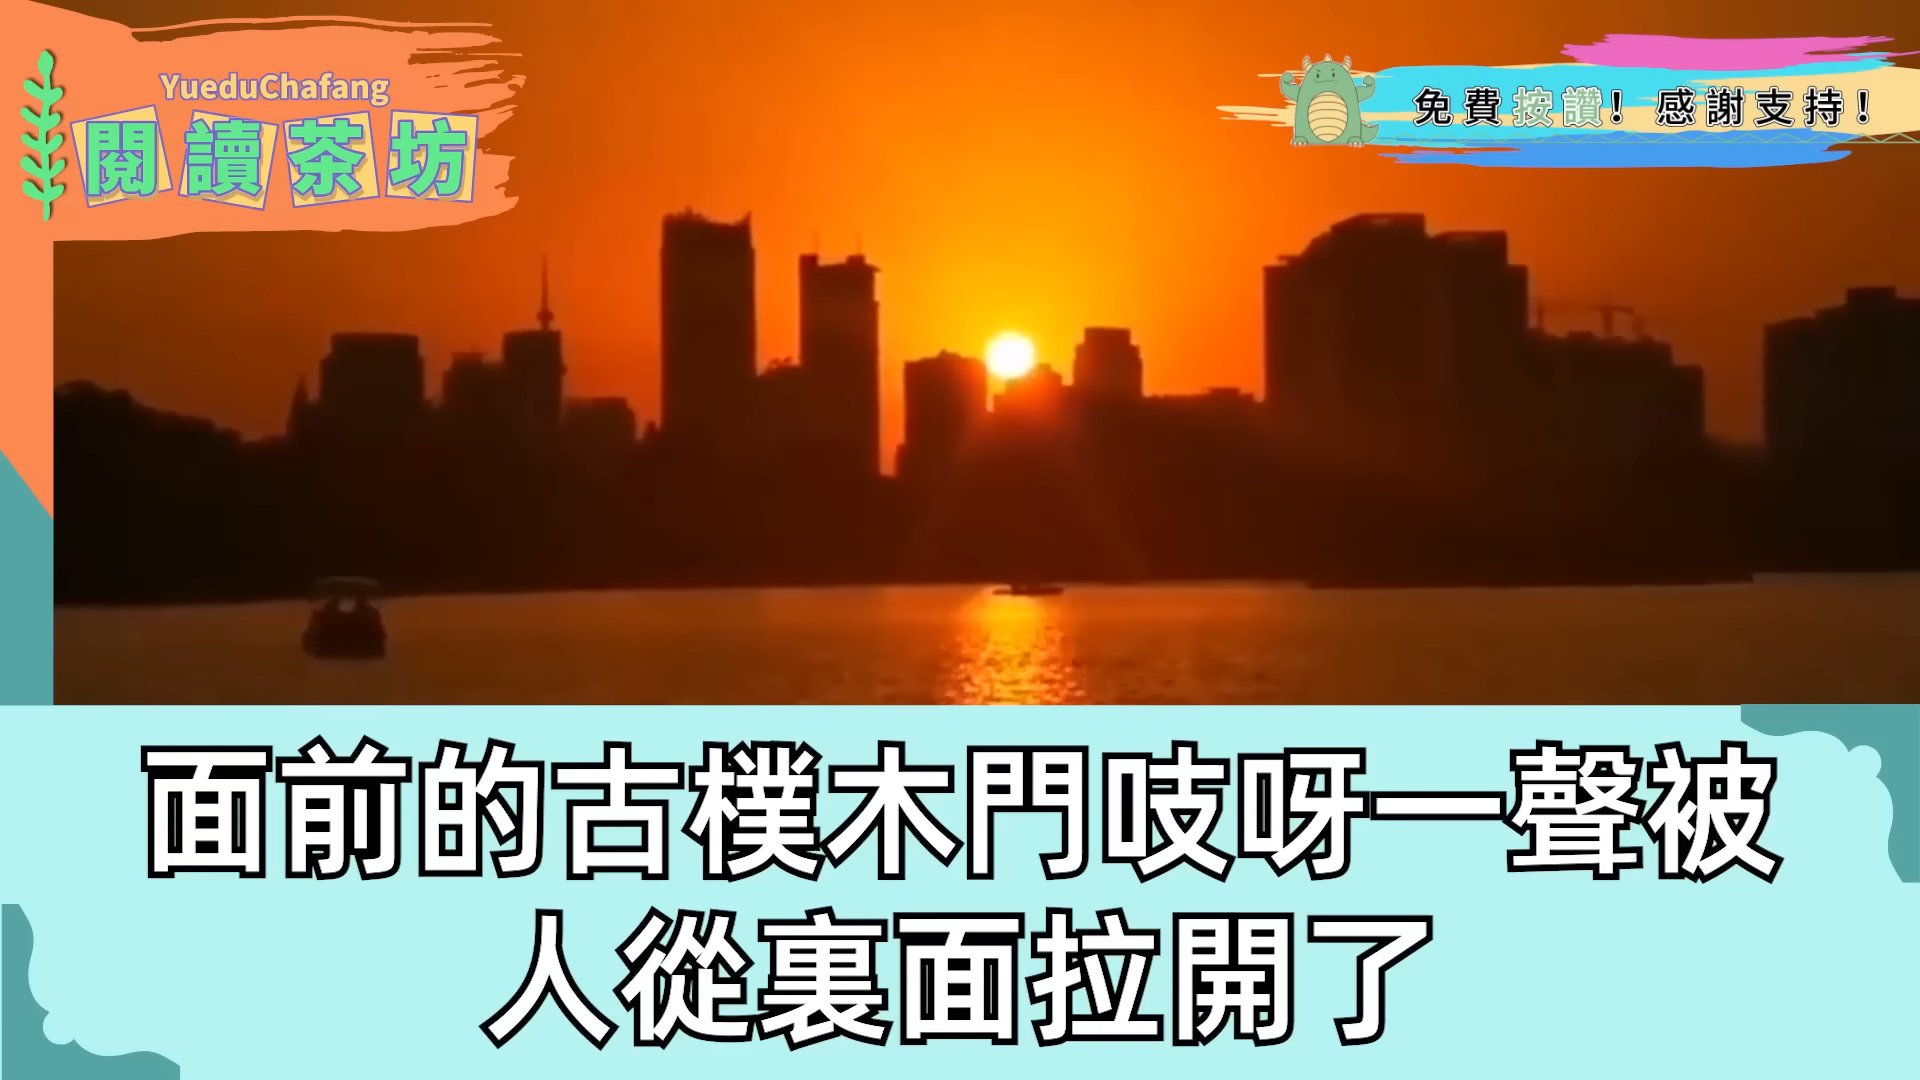 YueduChafang
閱讀茶坊
免費按讚！感謝支持！
面前的古樸木門吱呀一聲被
人從裏面拉開了